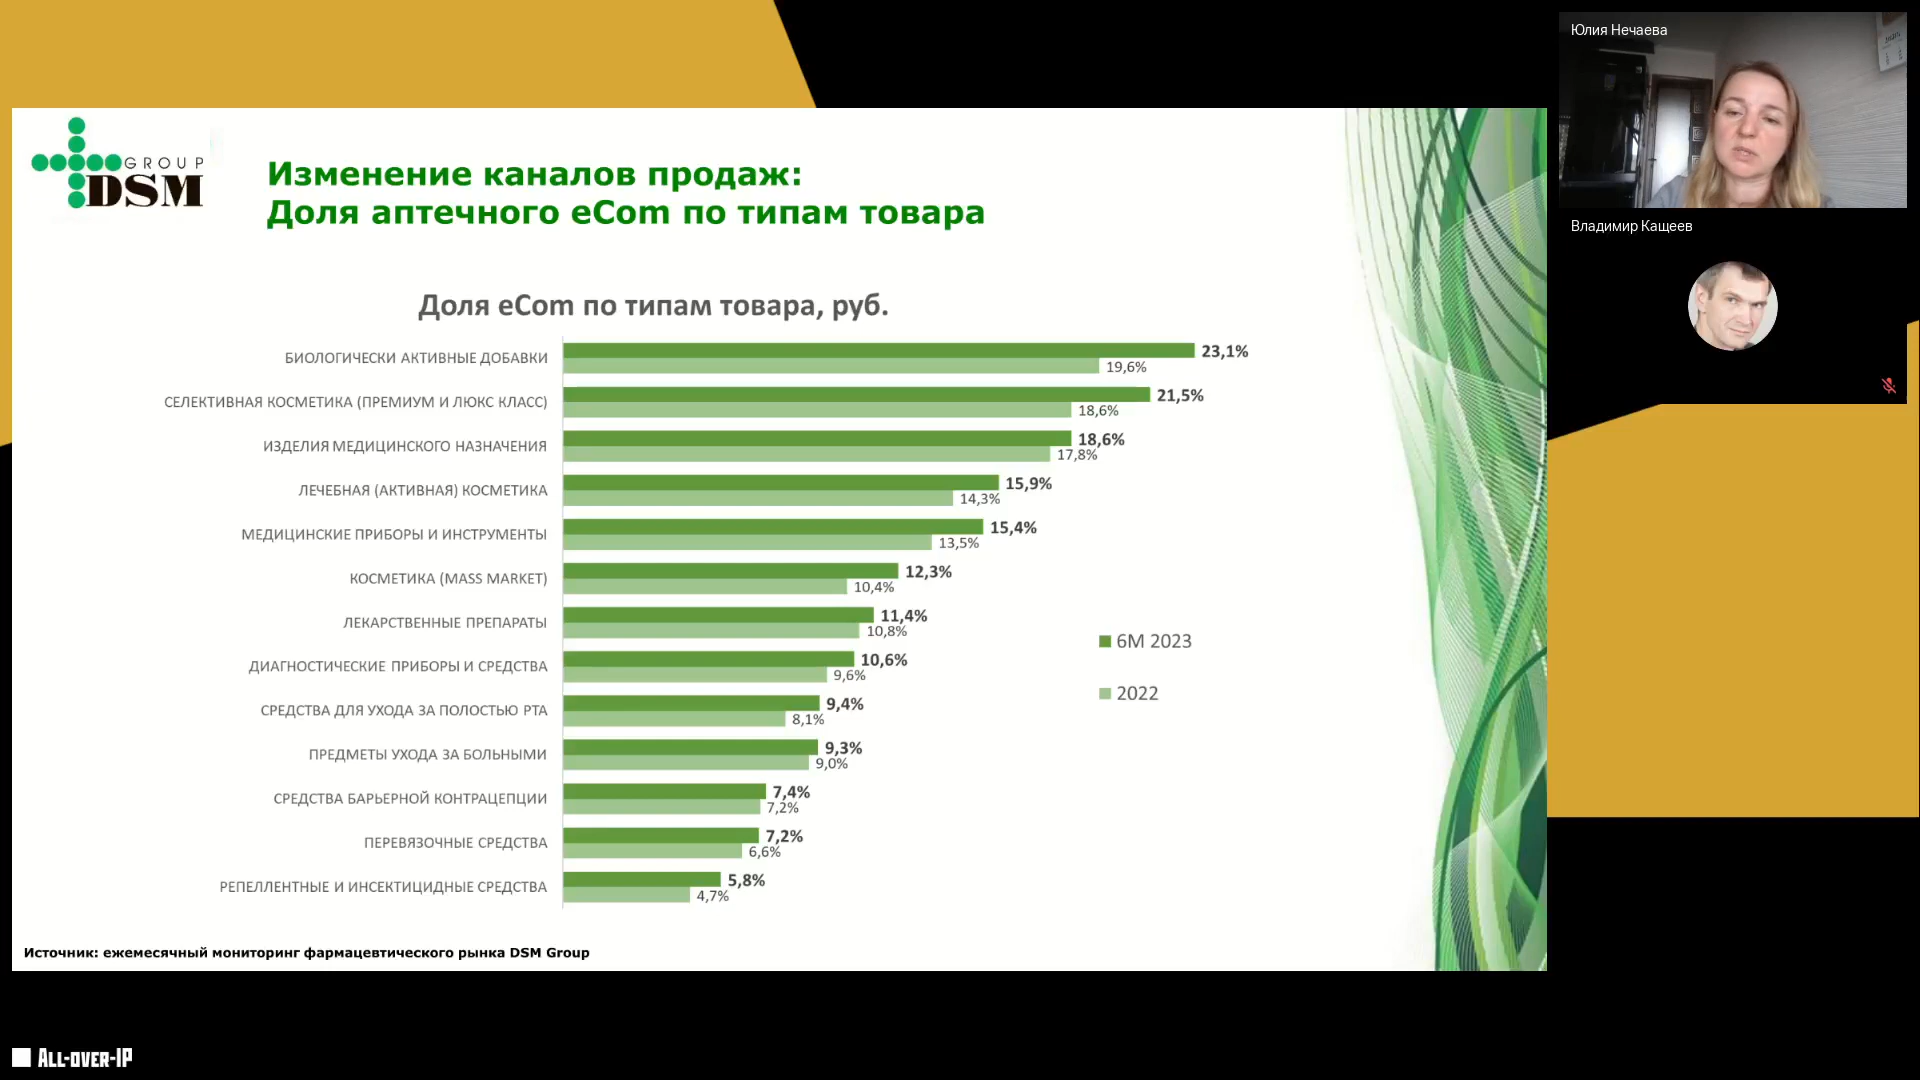 GROUP
DSM
Изменение каналов продаж:
Доля аптечного eCom по типам товара
Доля eCom по типам товара, руб.
БИОЛОГИЧЕСКИ АКТИВНЫЕ ДОБАВКИ
23,1%
19,6%
СЕЛЕКТИВНАЯ КОСМЕТИКА (ПРЕМИУМ И ЛЮКС КЛАСС)
21,5%
18,6%
ИЗДЕЛИЯ МЕДИЦИНСКОГО НАЗНАЧЕНИЯ
18,6%
17,8%
ЛЕЧЕБНАЯ (АКТИВНАЯ) КОСМЕТИКА
15,9%
14,3%
МЕДИЦИНСКИЕ ПРИБОРЫ И ИНСТРУМЕНТЫ
15,4%
13,5%
КОСМЕТИКА (MASS MARKET)
12,3%
10,4%
ЛЕКАРСТВЕННЫЕ ПРЕПАРАТЫ
11,4%
10,8%
ДИАГНОСТИЧЕСКИЕ ПРИБОРЫ И СРЕДСТВА
10,6%
9,6%
СРЕДСТВА ДЛЯ УХОДА ЗА ПОЛОСТЬЮ РТА
9,4%
8,1%
ПРЕДМЕТЫ УХОДА ЗА БОЛЬНЫМИ
9,3%
9,0%
СРЕДСТВА БАРЬЕРНОЙ КОНТРАЦЕПЦИИ
7,4%
7,2%
ПЕРЕВЯЗОЧНЫЕ СРЕДСТВА
7,2%
6,6%
РЕПЕЛЛЕНТНЫЕ И ИНСЕКТИЦИДНЫЕ СРЕДСТВА
5,8%
4,7%
6М 2023
2022
Источник: ежемесячный мониторинг фармацевтического рынка DSM Group
Юлия Нечаева
Владимир Кащеев
ALL-OVER-IP